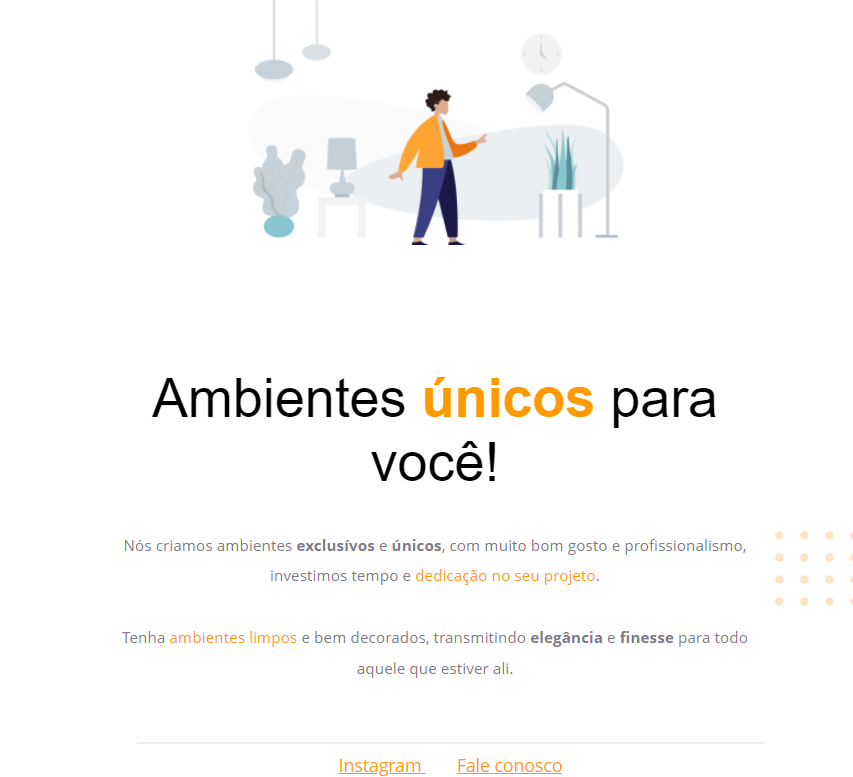 Ambientes únicos para
você!
Nós criamos ambientes exclusívos e únicos, com muito bom gosto e profissionalismo,
investimos tempo e dedicação no seu projeto.
Tenha ambientes limpos e bem decorados, transmitindo elegância e finesse para todo
aquele que estiver ali.
Instagram Fale conosco